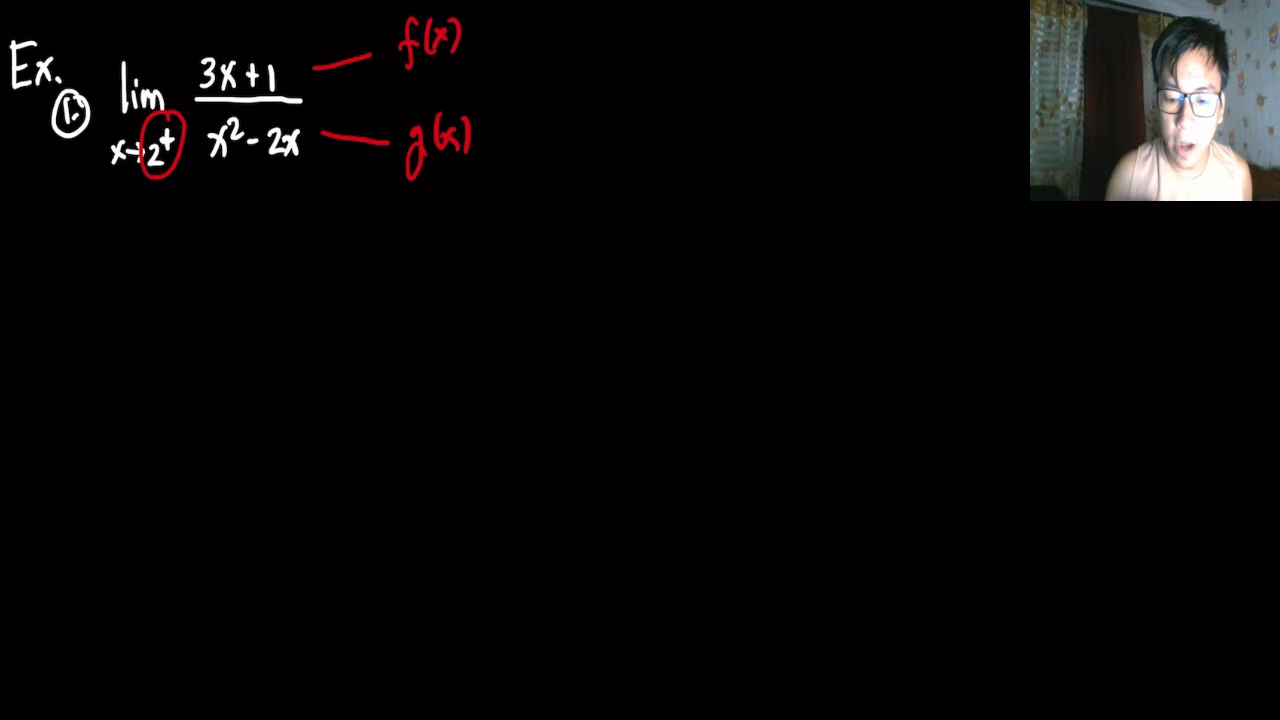 Ex.
1. lim x→2⁺ (3x + 1)/(x² - 2x)
f(x)
g(x)